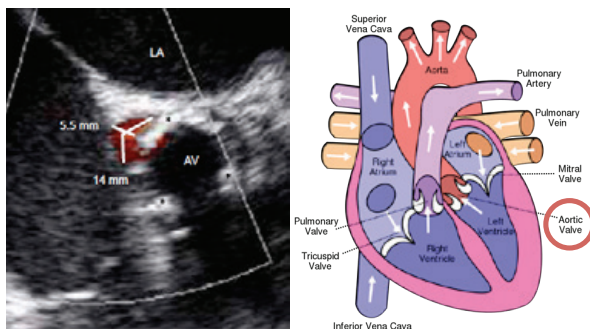 LA
5.5 mm
AV
14 mm
Superior
Vena Cava
Aorta
Pulmonary
Artery
Pulmonary
Vein
Left
Atrium
Right
Atrium
Mitral
Valve
Pulmonary
Valve
Aortic
Valve
Left
Ventricle
Right
Ventricle
Tricuspid
Valve
Inferior Vena Cava